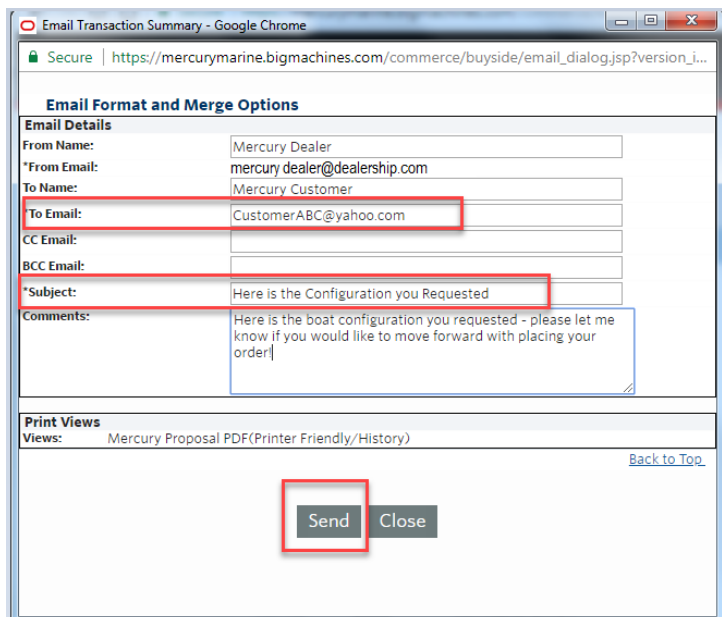 Email Transaction Summary - Google Chrome
Secure | https://mercurymarine.bigmachines.com/commerce/buyside/email_dialog.jsp?version_i...
Email Format and Merge Options
Email Details
From Name: Mercury Dealer
*From Email: mercury dealer@dealership.com
To Name: Mercury Customer
*To Email: CustomerABC@yahoo.com
CC Email:
BCC Email:
*Subject: Here is the Configuration you Requested
Comments: Here is the boat configuration you requested - please let me
know if you would like to move forward with placing your
order!
Print Views
Views: Mercury Proposal PDF(Printer Friendly/History)
Back to Top
Send Close